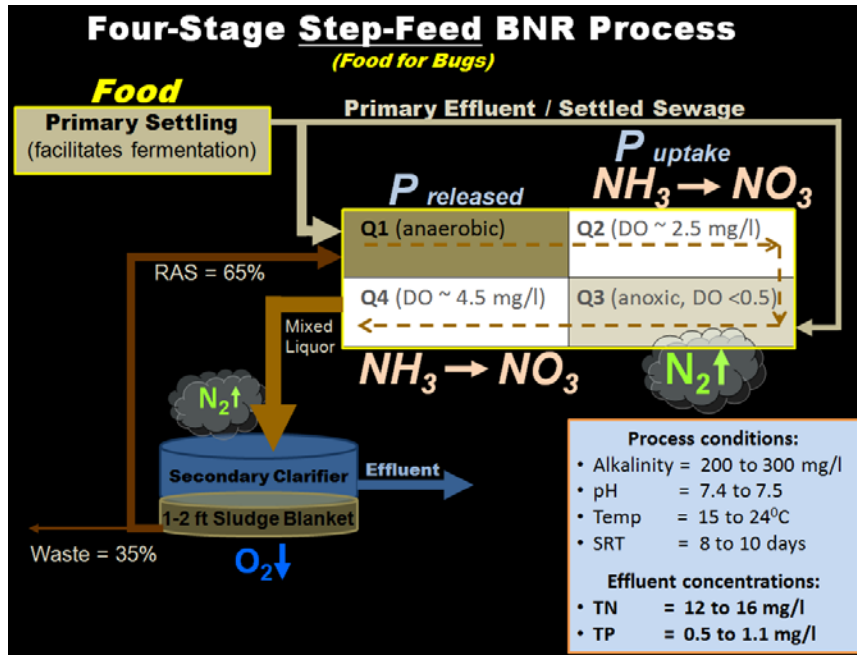 Four-Stage Step-Feed BNR Process
(Food for Bugs)
Food
Primary Settling
(facilitates fermentation)
Primary Effluent / Settled Sewage
P uptake
P released
NH₃ → NO₃
Q1 (anaerobic)
Q2 (DO ~ 2.5 mg/l)
RAS = 65%
Q4 (DO ~ 4.5 mg/l)
Q3 (anoxic, DO <0.5)
Mixed
Liquor
NH₃ → NO₃
N₂↑
N₂↑
Secondary Clarifier
Effluent
1-2 ft Sludge Blanket
Waste = 35%
O₂↓
Process conditions:
• Alkalinity = 200 to 300 mg/l
• pH = 7.4 to 7.5
• Temp = 15 to 24⁰C
• SRT = 8 to 10 days
Effluent concentrations:
• TN = 12 to 16 mg/l
• TP = 0.5 to 1.1 mg/l